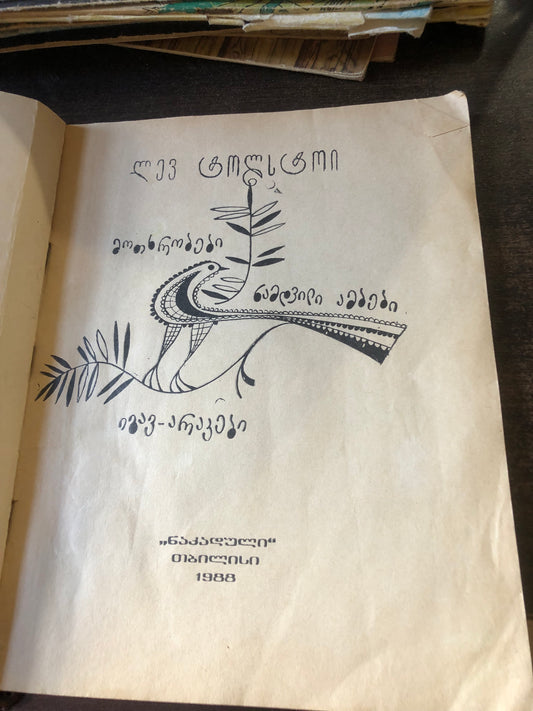 ლევ ტოლსტოი
მოთხრობები
ნამდვილი ამბები
იგავ-არაკები
„ნაკადული“
თბილისი
1988